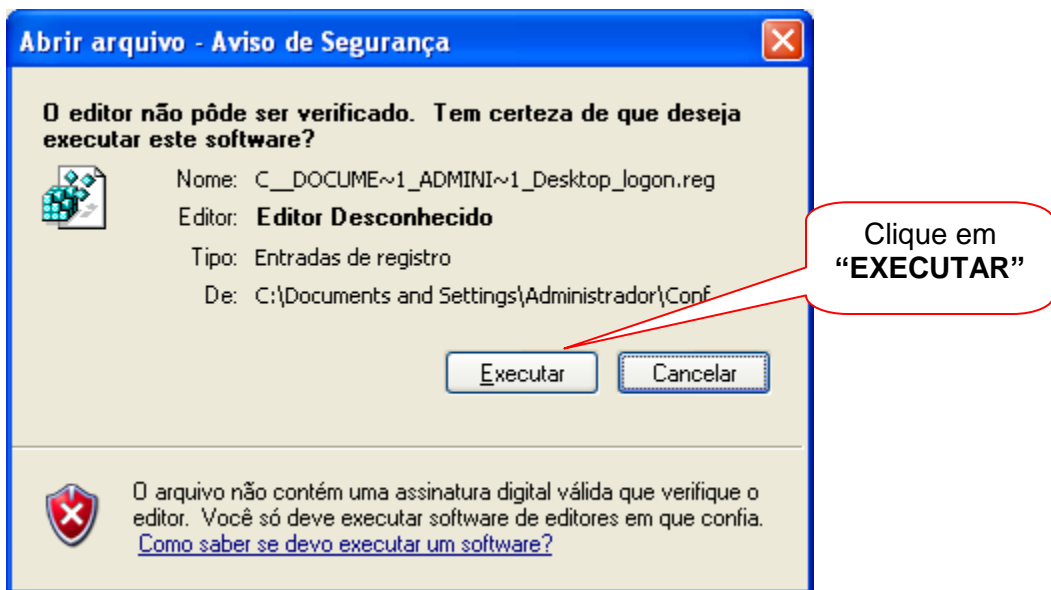 Abrir arquivo - Aviso de Segurança
O editor não pôde ser verificado. Tem certeza de que deseja
executar este software?
Nome: C__DOCUME~1_ADMINI~1_Desktop_logon.reg
Editor: Editor Desconhecido
Tipo: Entradas de registro
De: C:\Documents and Settings\Administrador\Conf...
Clique em
“EXECUTAR”
Executar Cancelar
O arquivo não contém uma assinatura digital válida que verifique o
editor. Você só deve executar software de editores em que confia.
Como saber se devo executar um software?